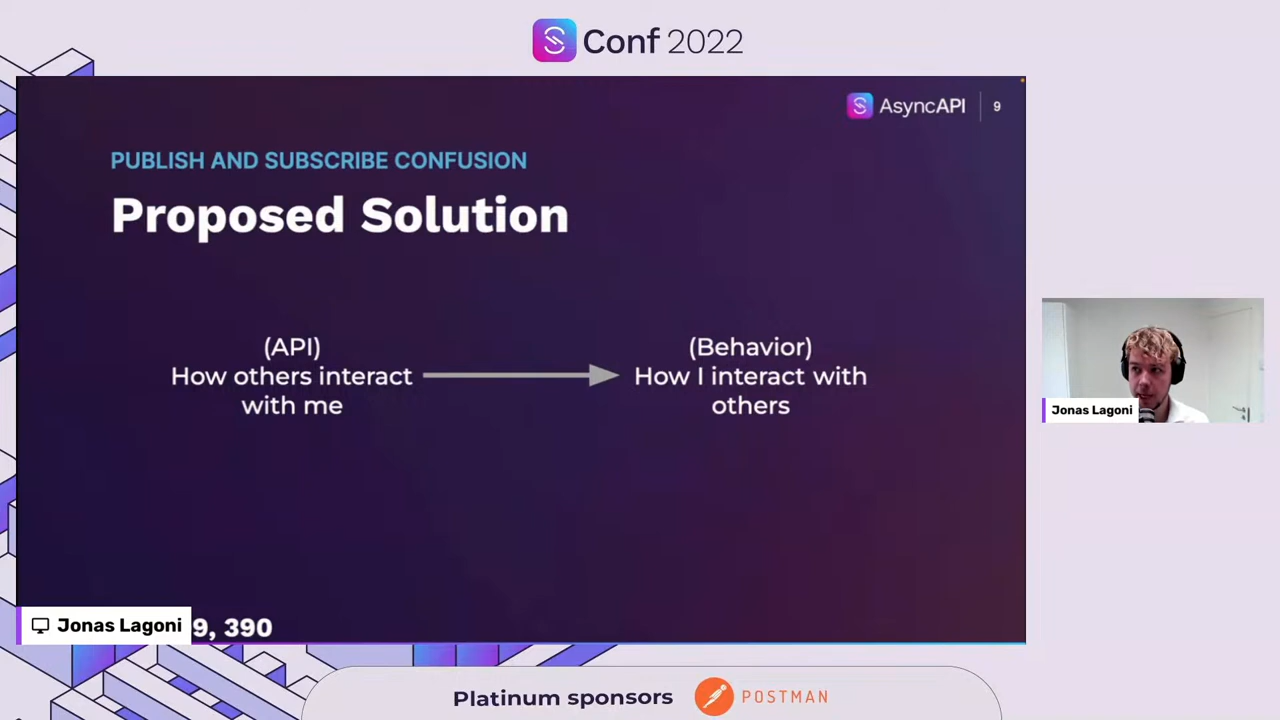 Conf 2022
AsyncAPI
9
PUBLISH AND SUBSCRIBE CONFUSION
Proposed Solution
(API)
How others interact
with me
(Behavior)
How I interact with
others
Jonas Lagoni
Jonas Lagoni
9, 390
Platinum sponsors
POSTMAN